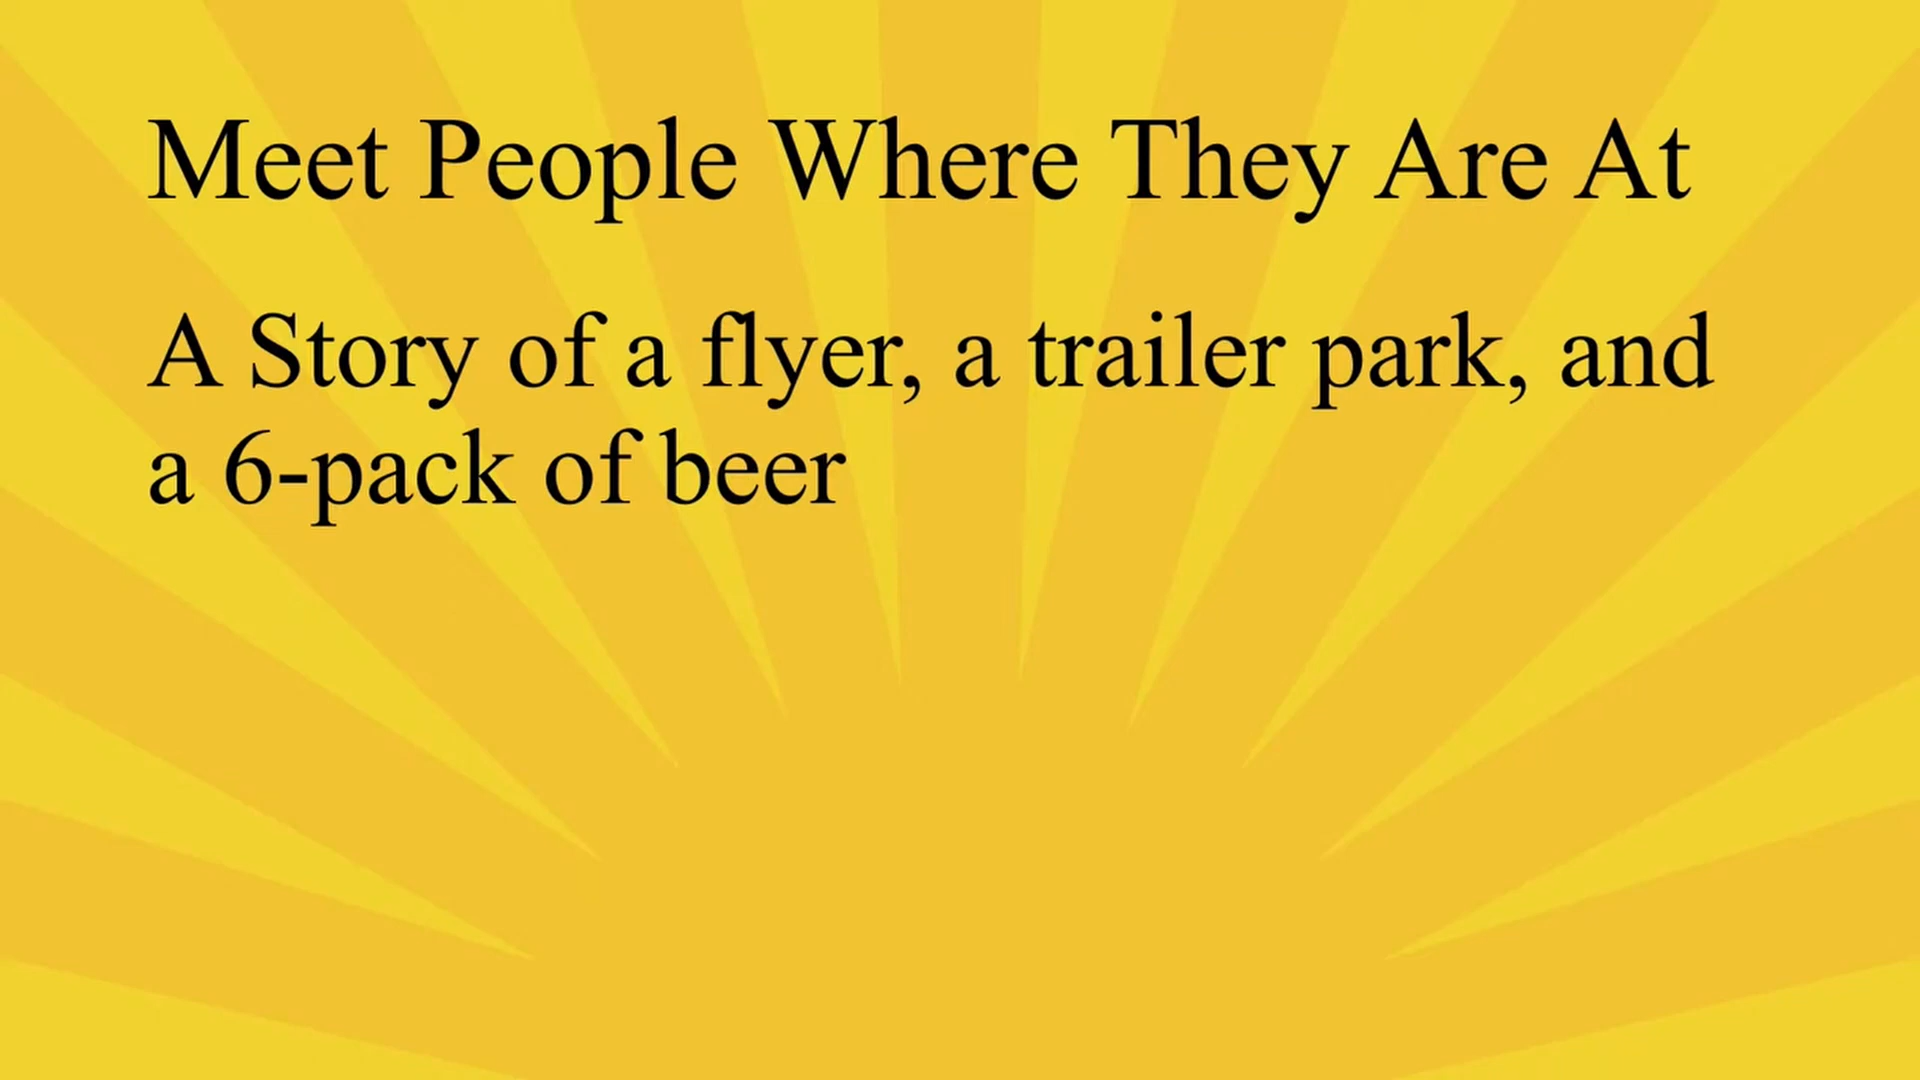 Meet People Where They Are At
A Story of a flyer, a trailer park, and
a 6-pack of beer